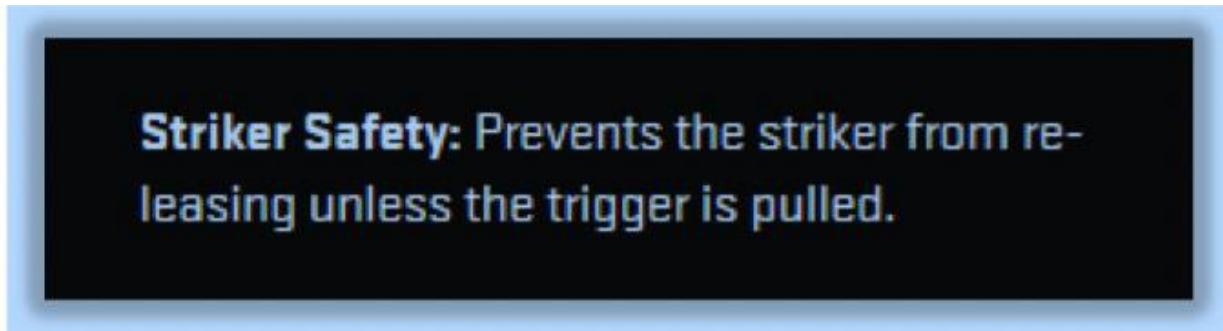 Striker Safety: Prevents the striker from re-
leasing unless the trigger is pulled.